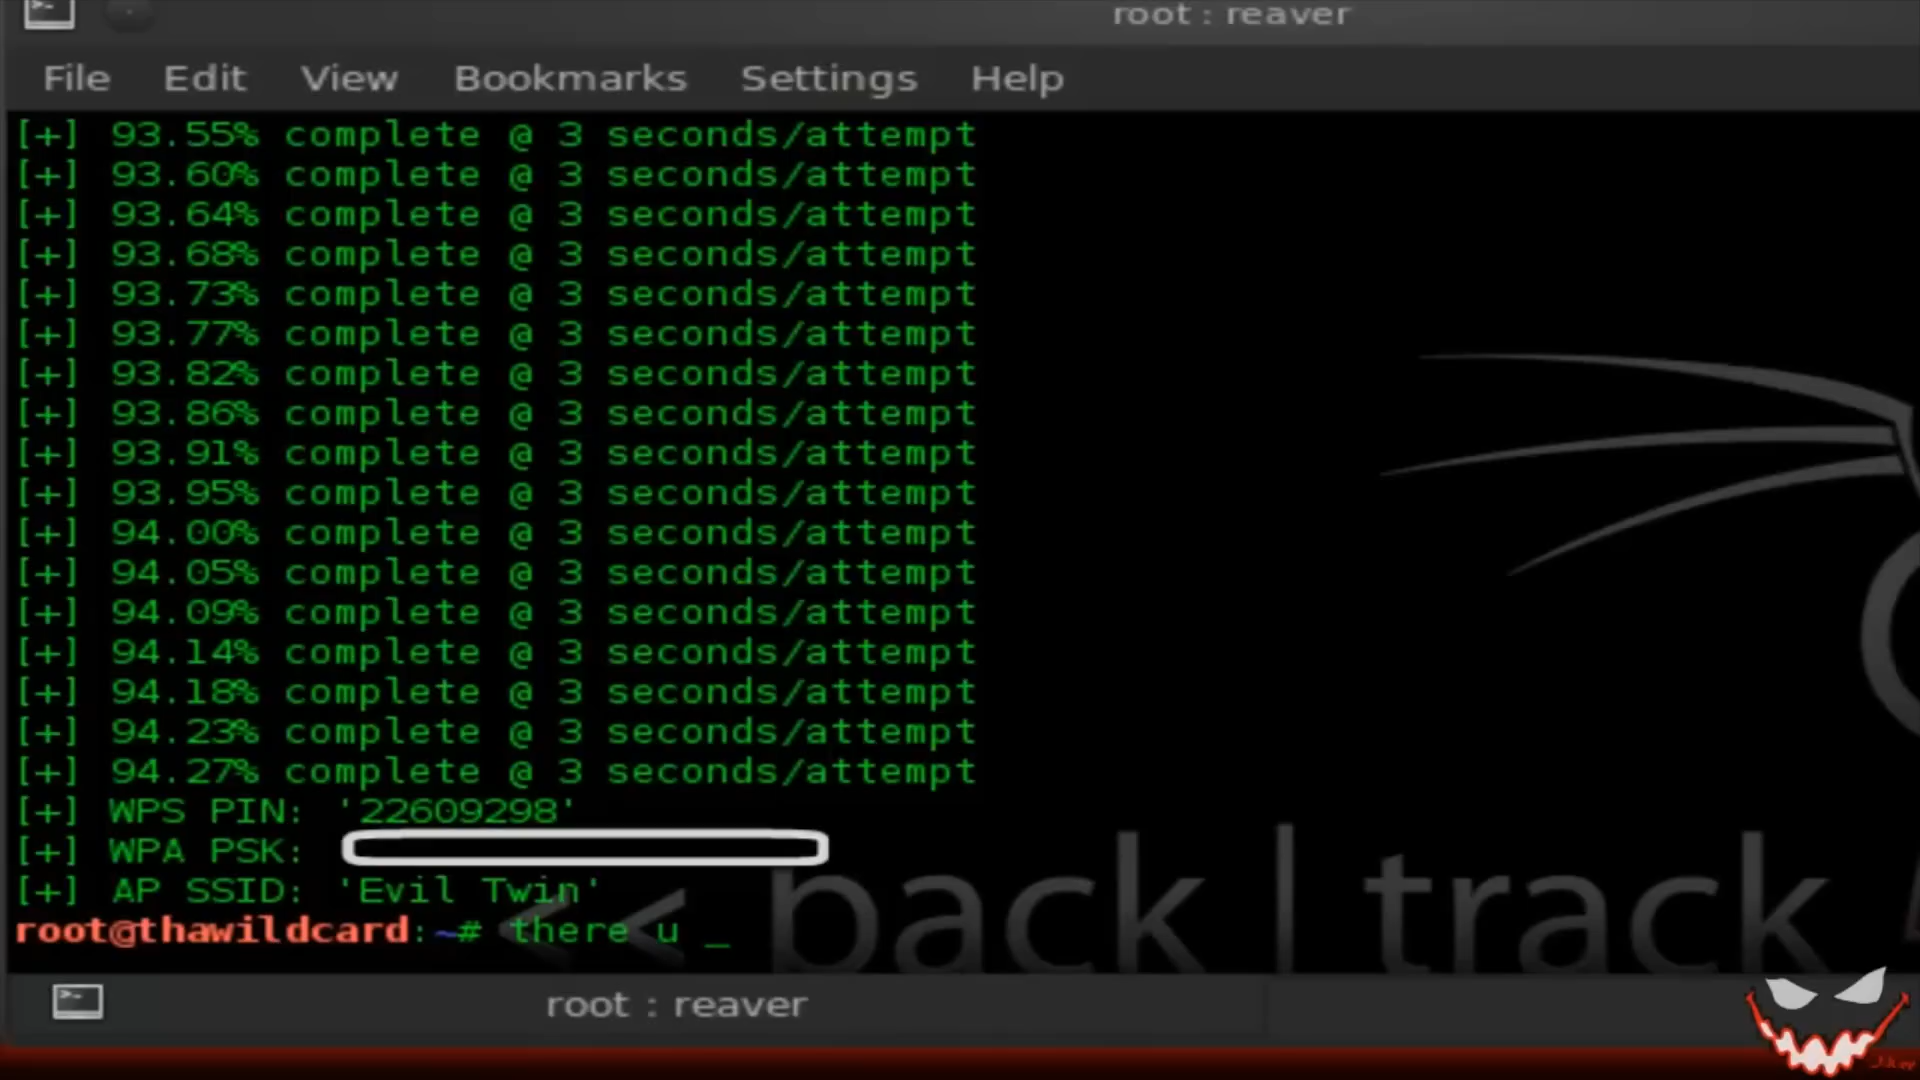 root : reaver
File Edit View Bookmarks Settings Help
[+] 93.55% complete @ 3 seconds/attempt
[+] 93.60% complete @ 3 seconds/attempt
[+] 93.64% complete @ 3 seconds/attempt
[+] 93.68% complete @ 3 seconds/attempt
[+] 93.73% complete @ 3 seconds/attempt
[+] 93.77% complete @ 3 seconds/attempt
[+] 93.82% complete @ 3 seconds/attempt
[+] 93.86% complete @ 3 seconds/attempt
[+] 93.91% complete @ 3 seconds/attempt
[+] 93.95% complete @ 3 seconds/attempt
[+] 94.00% complete @ 3 seconds/attempt
[+] 94.05% complete @ 3 seconds/attempt
[+] 94.09% complete @ 3 seconds/attempt
[+] 94.14% complete @ 3 seconds/attempt
[+] 94.18% complete @ 3 seconds/attempt
[+] 94.23% complete @ 3 seconds/attempt
[+] 94.27% complete @ 3 seconds/attempt
[+] WPS PIN: '22609298'
[+] WPA PSK:
[+] AP SSID: 'Evil Twin'
root@thawildcard:~# there u _
<< back | track
root : reaver